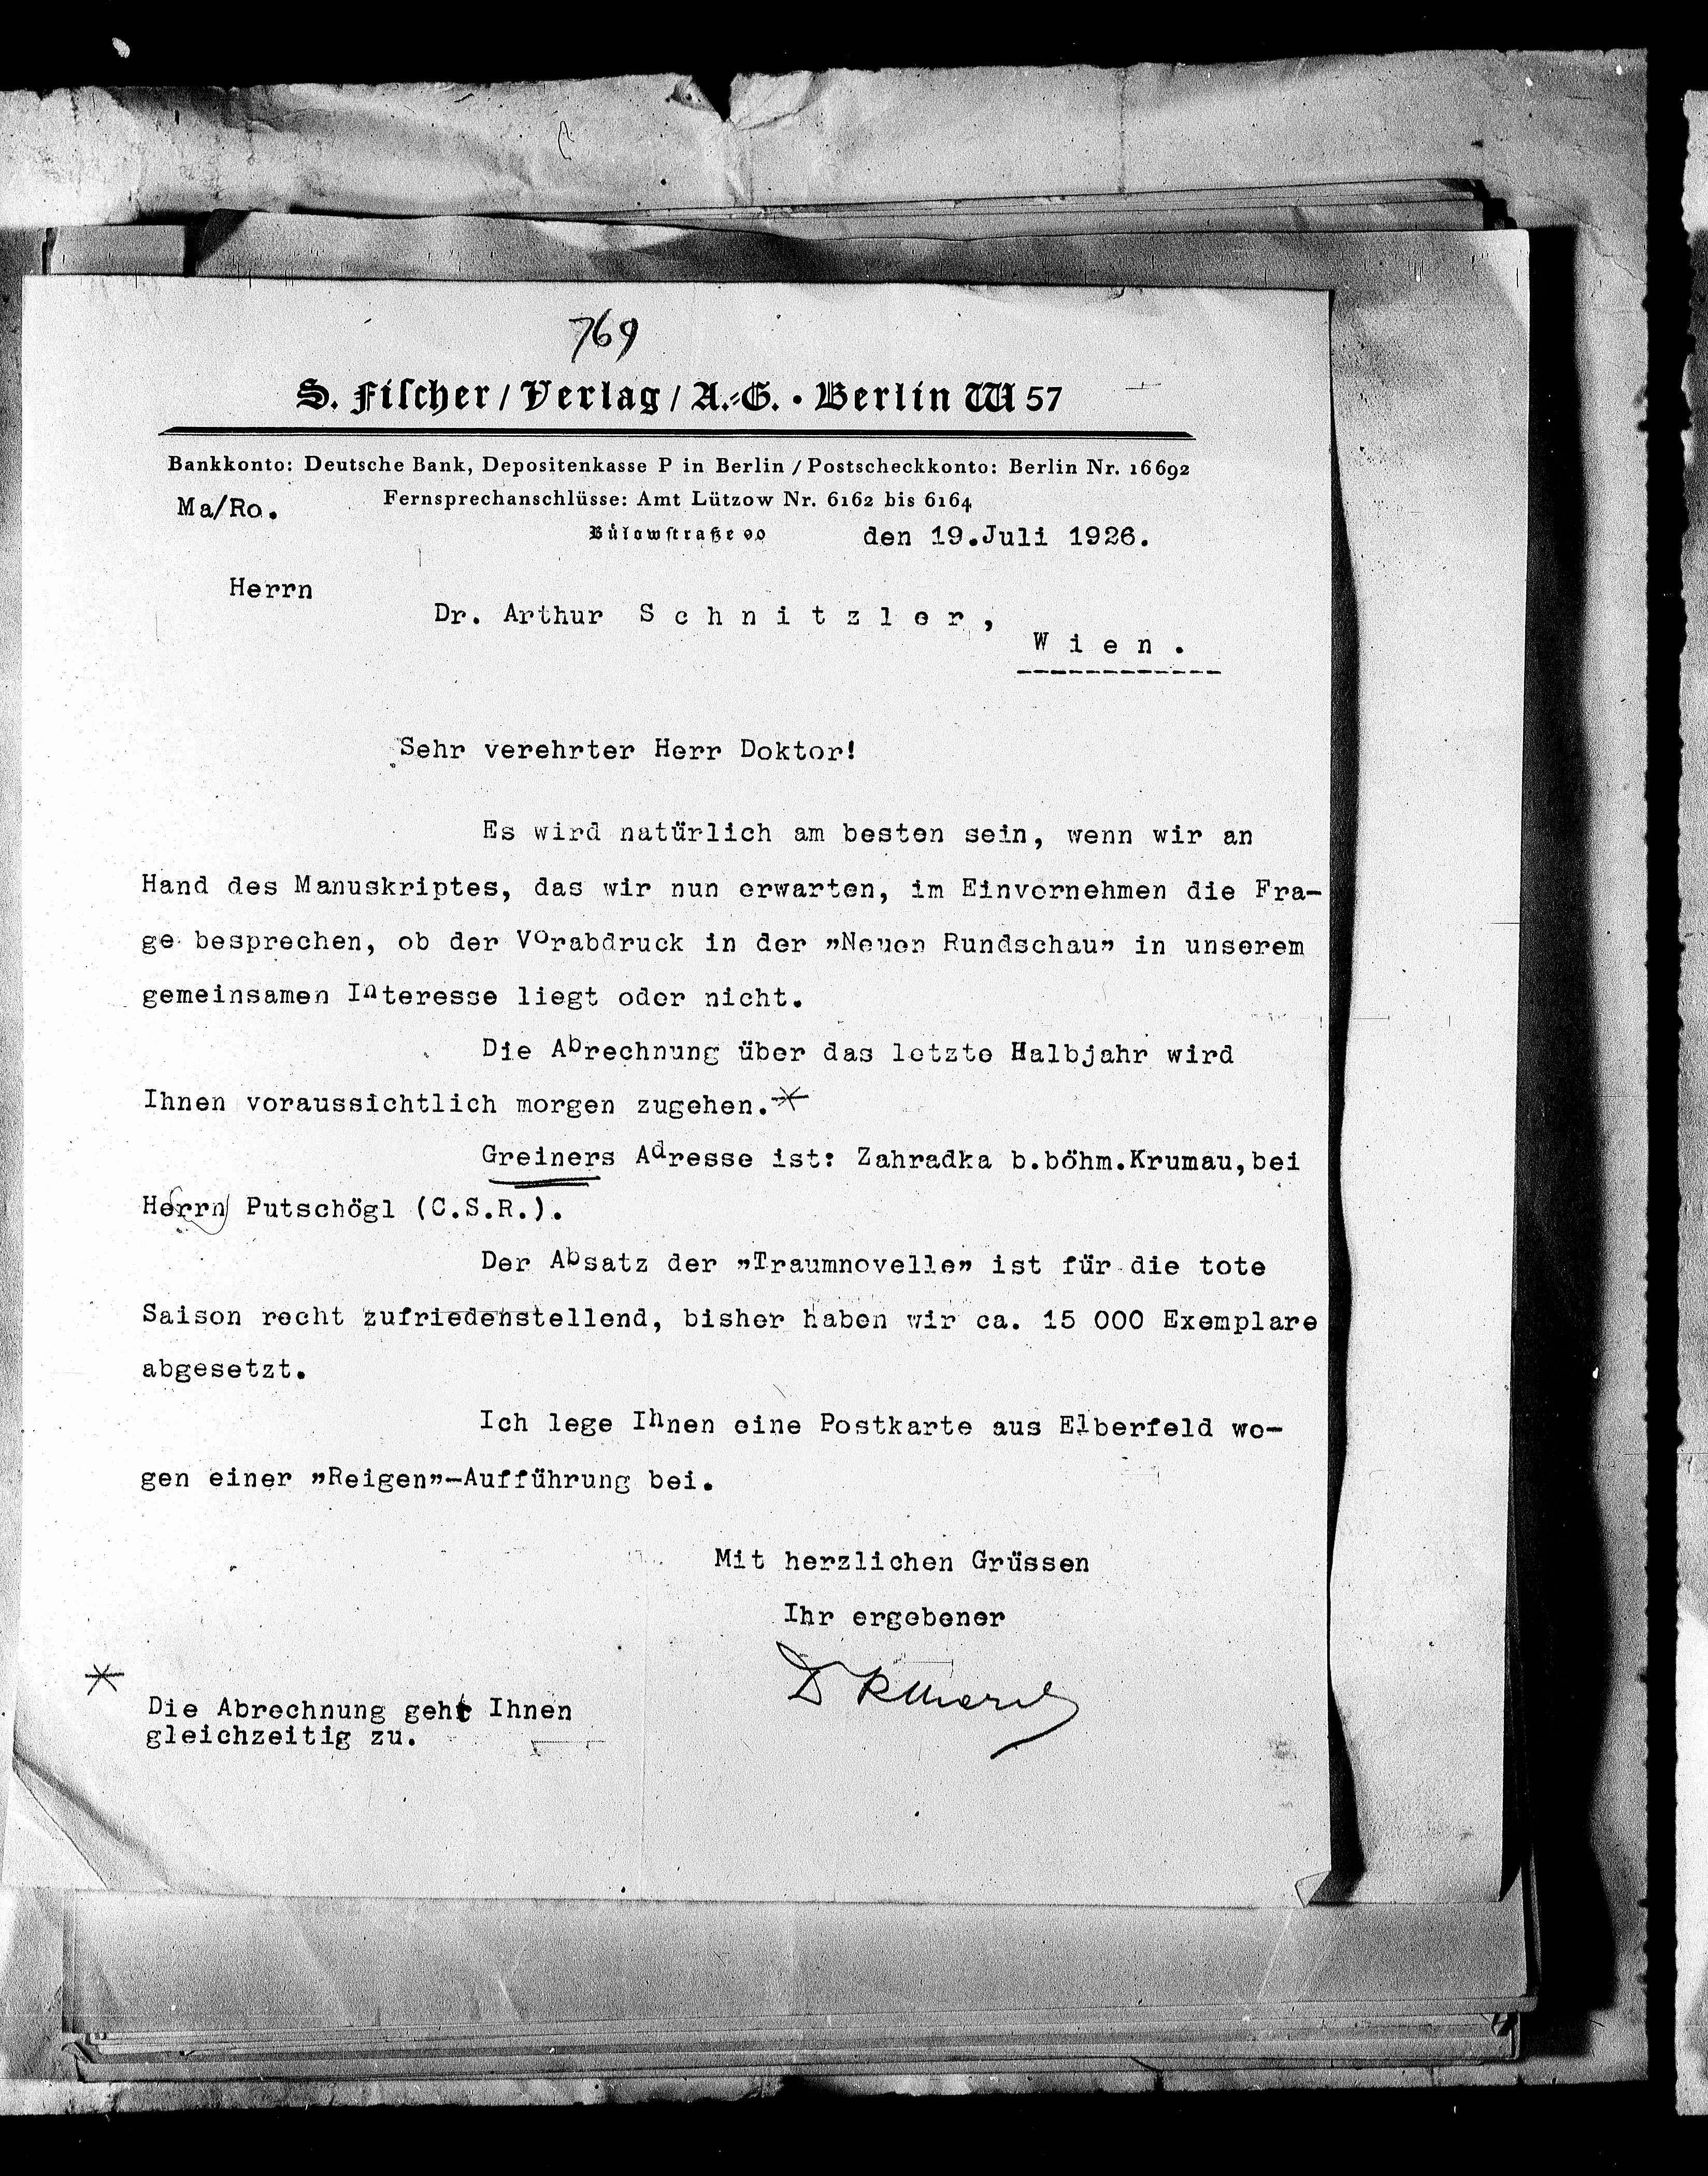 769
S. Fiſcher / Verlag / A.-G. • Berlin W 57
Bankkonto: Deutsche Bank, Depositenkasse P in Berlin / Postscheckkonto: Berlin Nr. 16692
Ma/Ro.
Fernsprechanschlüsse: Amt Lützow Nr. 6162 bis 6164
Bülowſtraße 90
den 19.Juli 1926.
Herrn
Dr. Arthur S c h n i t z l e r ,
W i e n .
Sehr verehrter Herr Doktor!
Es wird natürlich am besten sein, wenn wir an
Hand des Manuskriptes, das wir nun erwarten, im Einvernehmen die Fra-
ge besprechen, ob der Vorabdruck in der "Neuen Rundschau" in unserem
gemeinsamen Interesse liegt oder nicht.
Die Abrechnung über das letzte Halbjahr wird
Ihnen voraussichtlich morgen zugehen.*
Greiners Adresse ist: Zahradka b.böhm.Krumau,bei
Herrn Putschögl (C.S.R.).
Der Absatz der "Traumnovelle" ist für die tote
Saison recht zufriedenstellend, bisher haben wir ca. 15 000 Exemplare
abgesetzt.
Ich lege Ihnen eine Postkarte aus Elberfeld we-
gen einer "Reigen"-Aufführung bei.
Mit herzlichen Grüssen
Ihr ergebener
*
Die Abrechnung geht Ihnen
gleichzeitig zu.